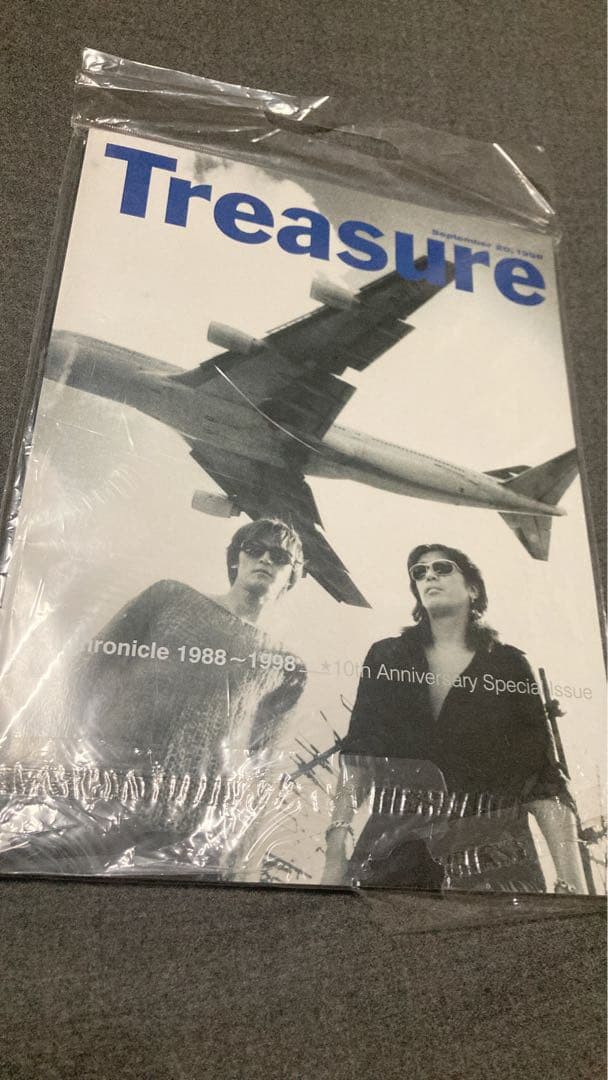 Treasure
September 20, 1998
hronicle 1988~1998 ★10th Anniversary Special Issue